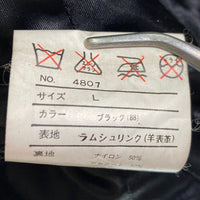 NO. 4807
サイズ L
カラー ブラック(88)
表地 ラムシュリンク(羊表革)
裏地 ナイロン 50%